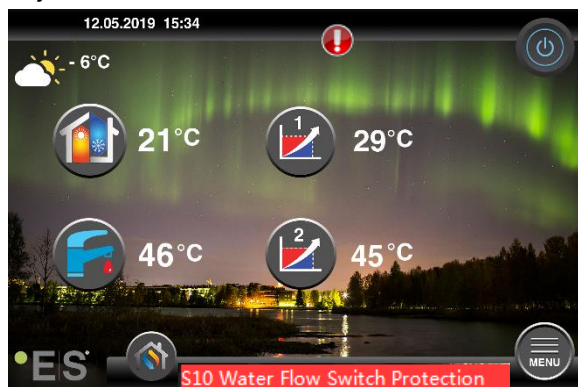 12.05.2019 15:34
- 6°C
21°C
1
29°C
46°C
2
45°C
•ES
MENU
S10 Water Flow Switch Protection